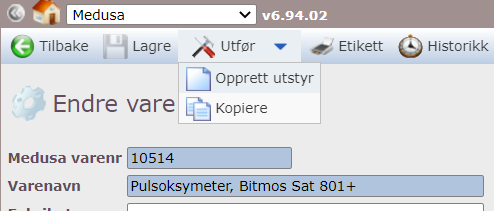 Medusa v6.94.02
Tilbake Lagre Utfør Etikett Historikk
Opprett utstyr
Kopiere
Endre vare
Medusa varenr 10514
Varenavn Pulsoksymeter, Bitmos Sat 801+